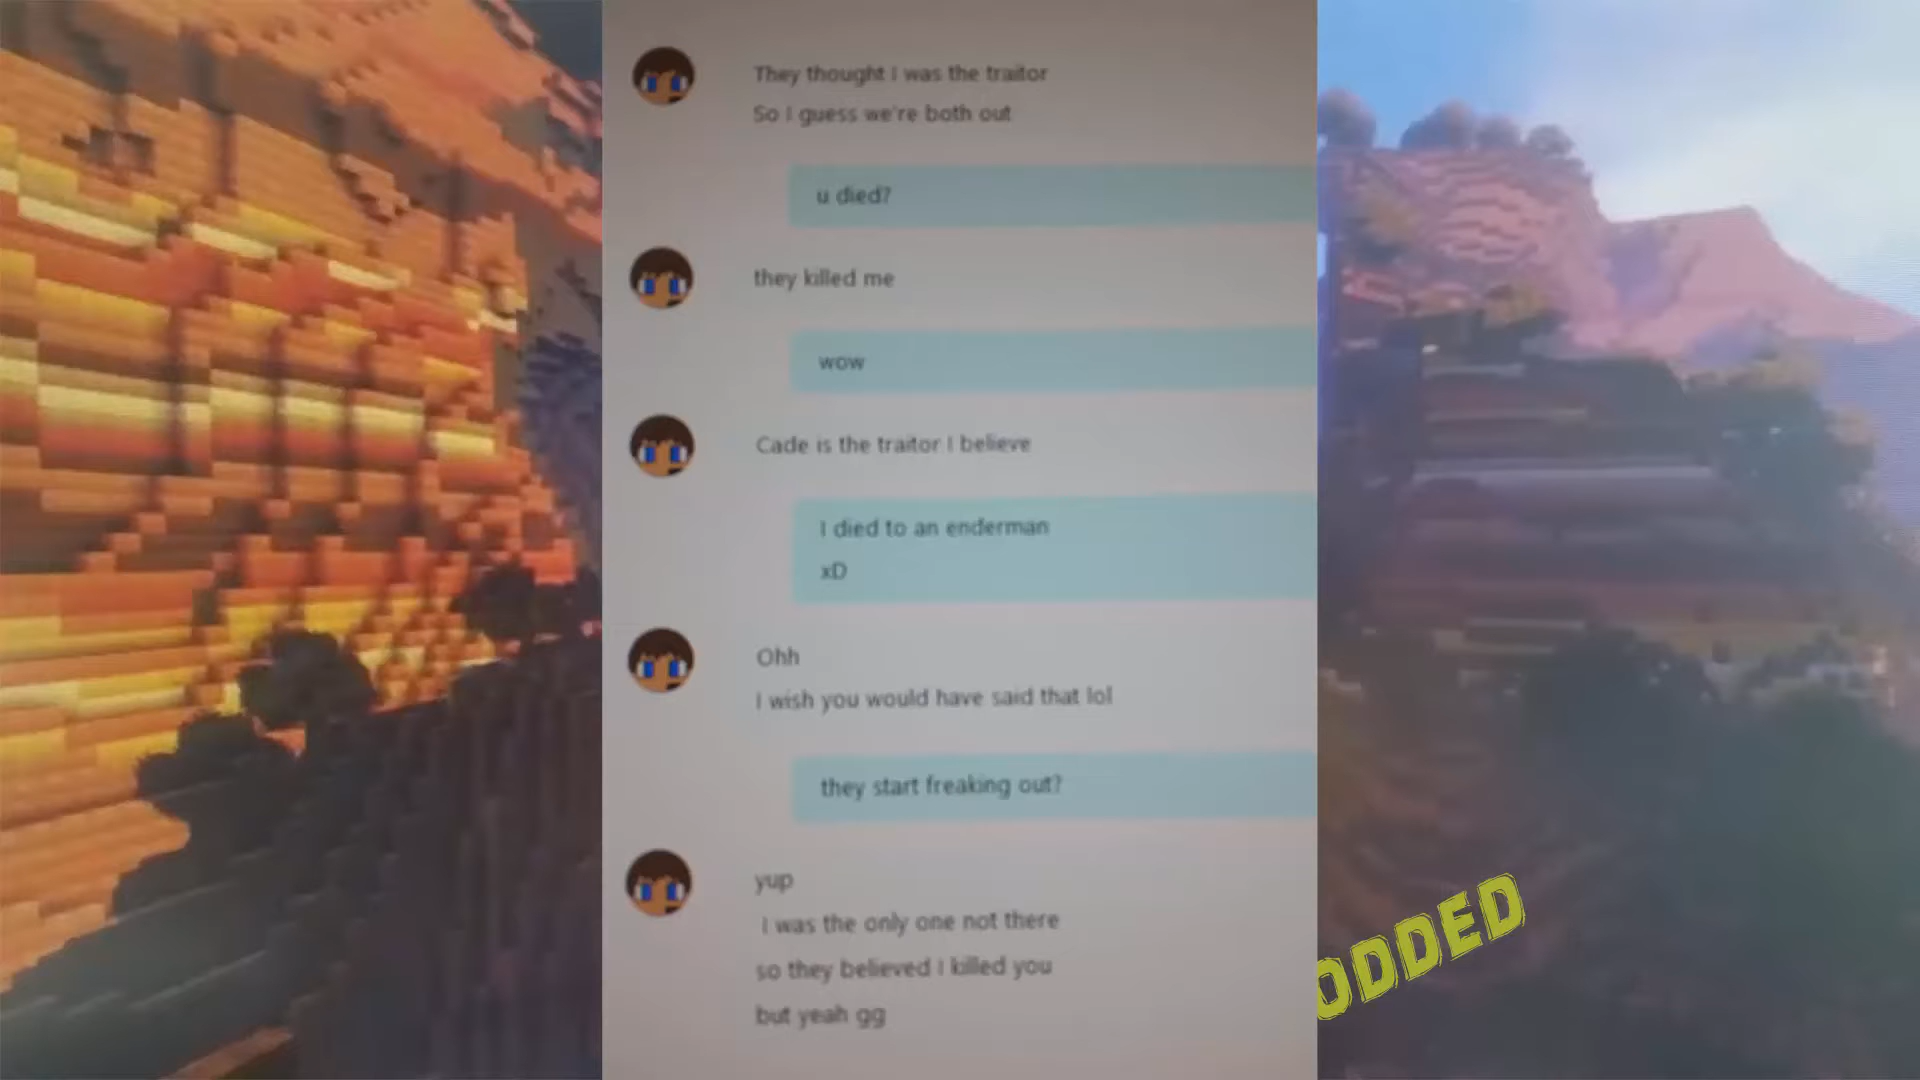 They thought I was the traitor
So I guess we're both out
u died?
they killed me
wow
Cade is the traitor I believe
I died to an enderman
xD
Ohh
I wish you would have said that lol
they start freaking out?
yup
I was the only one not there
so they believed I killed you
but yeah gg
ODDED